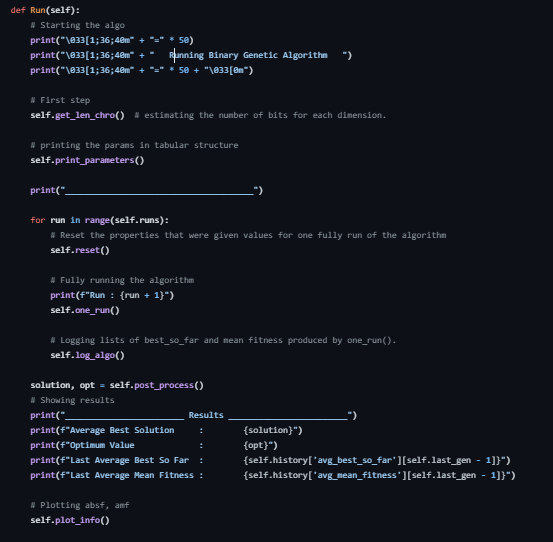 def Run(self):
    # Starting the algo
    print("\033[1;36;40m" + "=" * 50)
    print("\033[1;36;40m" + "   Running Binary Genetic Algorithm   ")
    print("\033[1;36;40m" + "=" * 50 + "\033[0m")

    # First step
    self.get_len_chro()  # estimating the number of bits for each dimension.

    # printing the params in tabular structure
    self.print_parameters()

    print("______________________________________")

    for run in range(self.runs):
        # Reset the properties that were given values for one fully run of the algorithm
        self.reset()

        # Fully running the algorithm
        print(f"Run : {run + 1}")
        self.one_run()

        # Logging lists of best_so_far and mean fitness produced by one_run().
        self.log_algo()

    solution, opt = self.post_process()
    # Showing results
    print("________________________ Results ________________________")
    print(f"Average Best Solution     :        {solution}")
    print(f"Optimum Value             :        {opt}")
    print(f"Last Average Best So Far  :        {self.history['avg_best_so_far'][self.last_gen - 1]}")
    print(f"Last Average Mean Fitness :        {self.history['avg_mean_fitness'][self.last_gen - 1]}")

    # Plotting absf, amf
    self.plot_info()